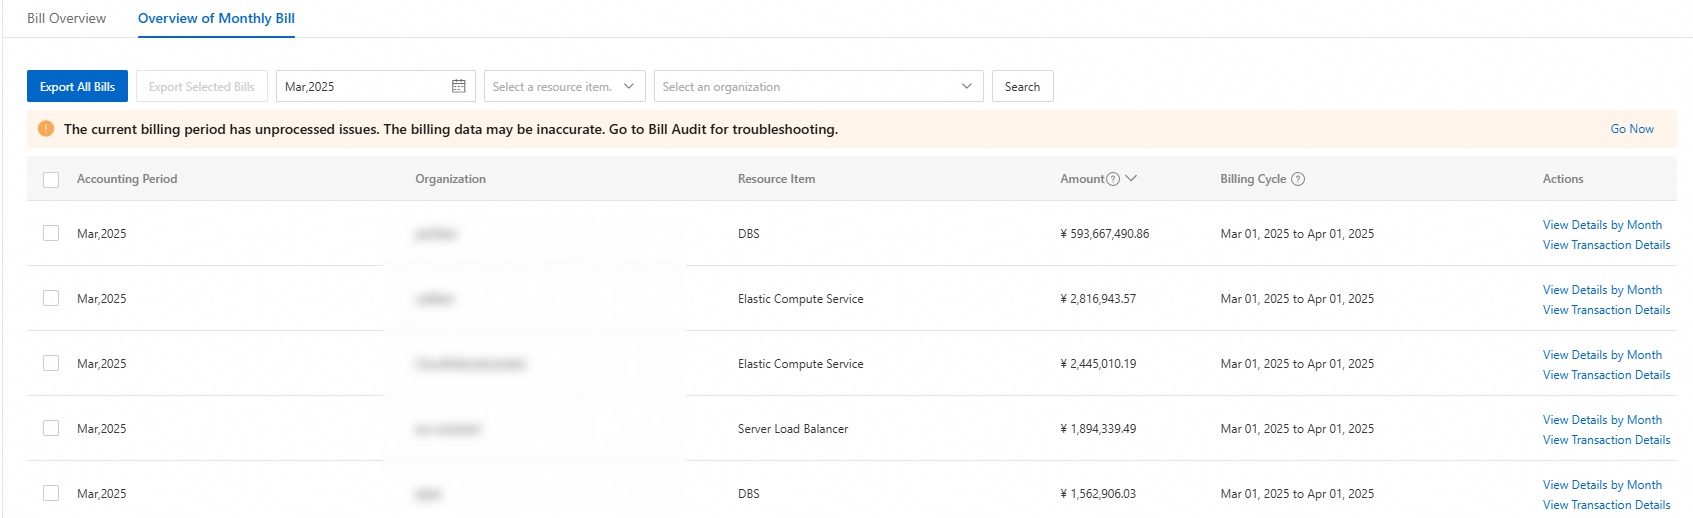 Bill Overview Overview of Monthly Bill
Export All Bills Export Selected Bills Mar,2025 Select a resource item. Select an organization Search
! The current billing period has unprocessed issues. The billing data may be inaccurate. Go to Bill Audit for troubleshooting. Go Now
Accounting Period Organization Resource Item Amount ? Billing Cycle ? Actions
Mar,2025 DBS ¥ 593,667,490.86 Mar 01, 2025 to Apr 01, 2025 View Details by Month
View Transaction Details
Mar,2025 Elastic Compute Service ¥ 2,816,943.57 Mar 01, 2025 to Apr 01, 2025 View Details by Month
View Transaction Details
Mar,2025 Elastic Compute Service ¥ 2,445,010.19 Mar 01, 2025 to Apr 01, 2025 View Details by Month
View Transaction Details
Mar,2025 Server Load Balancer ¥ 1,894,339.49 Mar 01, 2025 to Apr 01, 2025 View Details by Month
View Transaction Details
Mar,2025 DBS ¥ 1,562,906.03 Mar 01, 2025 to Apr 01, 2025 View Details by Month
View Transaction Details